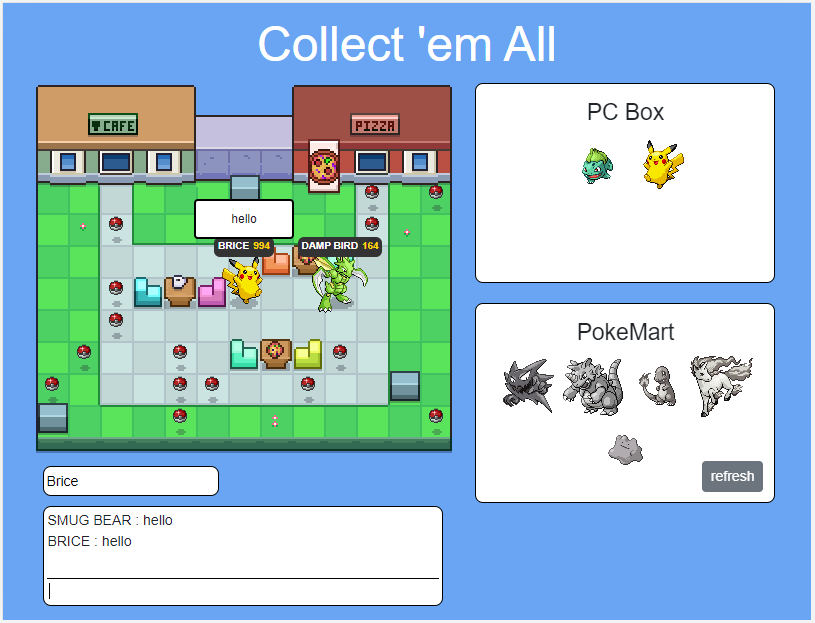 Collect 'em All
CAFE
PIZZA
hello
BRICE 994
DAMP BIRD 164
Brice
SMUG BEAR : hello
BRICE : hello
PC Box
PokeMart
refresh